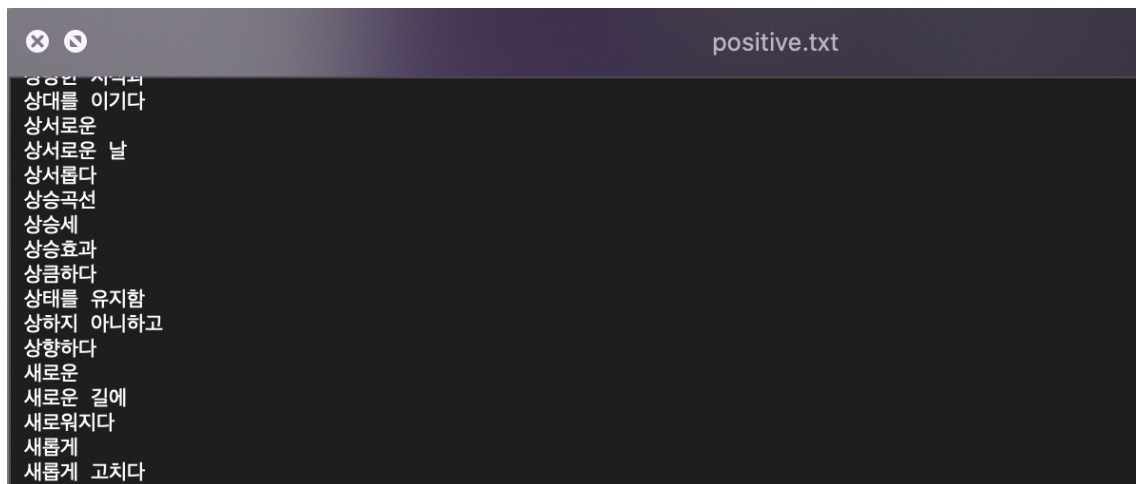 positive.txt
상대를 이기다
상서로운
상서로운 날
상서롭다
상승곡선
상승세
상승효과
상큼하다
상태를 유지함
상하지 아니하고
상향하다
새로운
새로운 길에
새로워지다
새롭게
새롭게 고치다